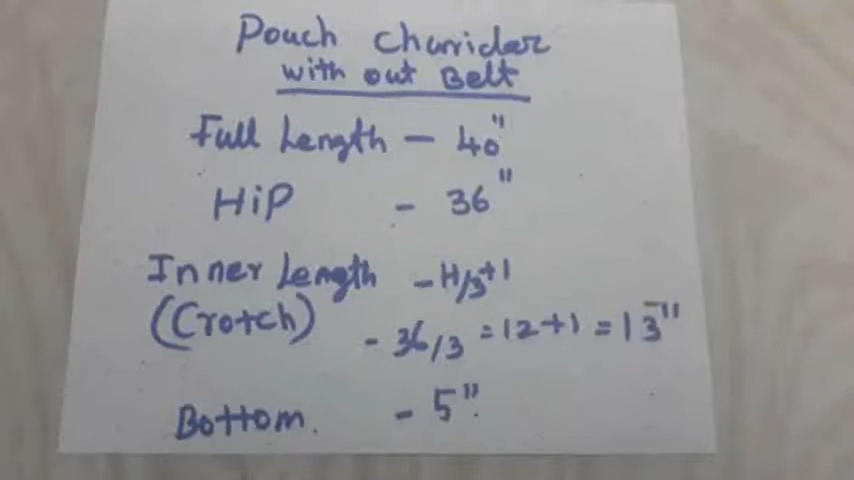 Pouch Churridar
with out Belt
Full Length - 40"
HiP - 36"
Inner Length - H/3+1
(Crotch) - 36/3 = 12+1 = 13"
Bottom. - 5".